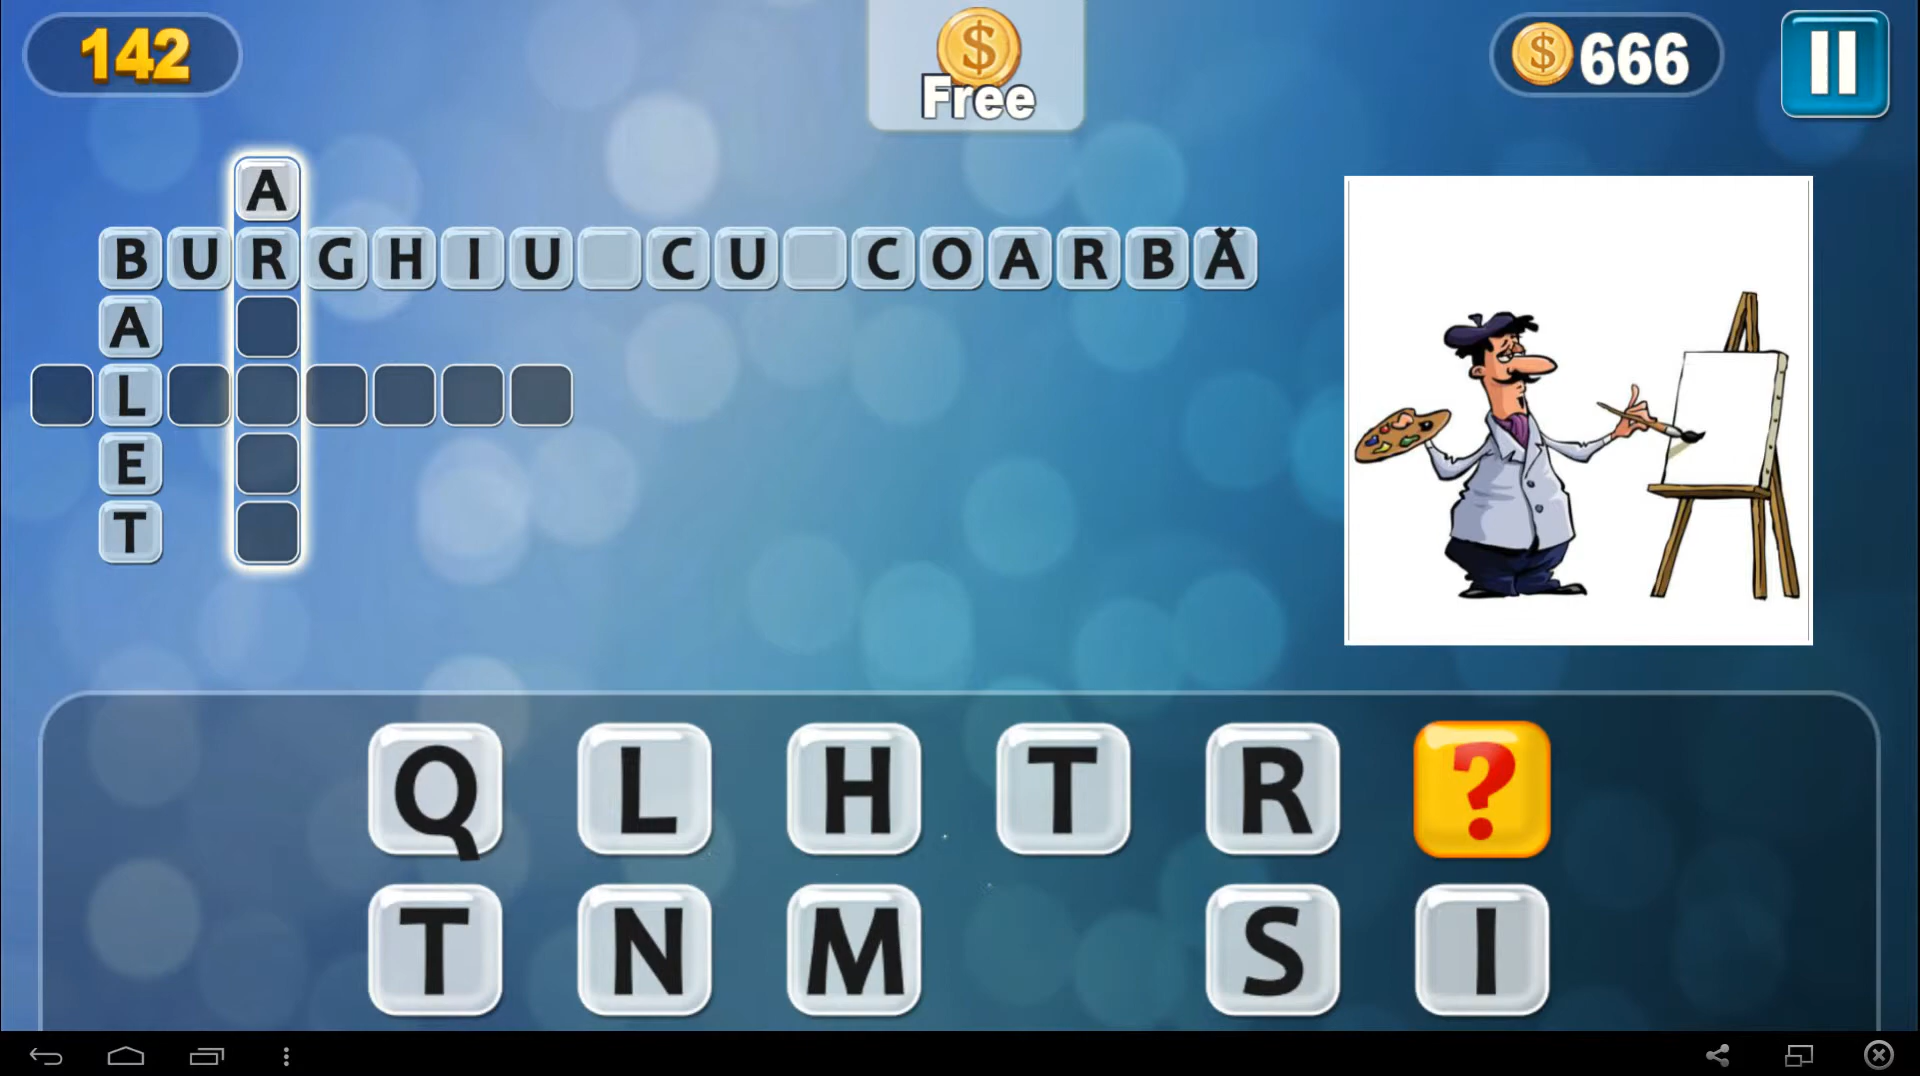 142
$
Free
$ 666
A
BURGHIU CU COARBĂ
A
L
E
T
Q L H T R ?
T N M S I